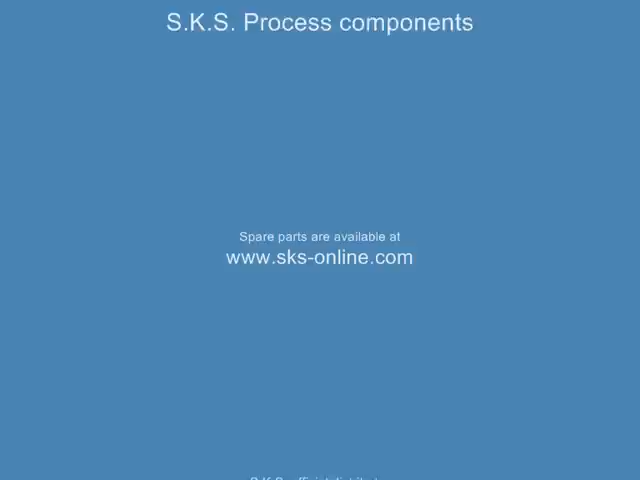 S.K.S. Process components
Spare parts are available at
www.sks-online.com